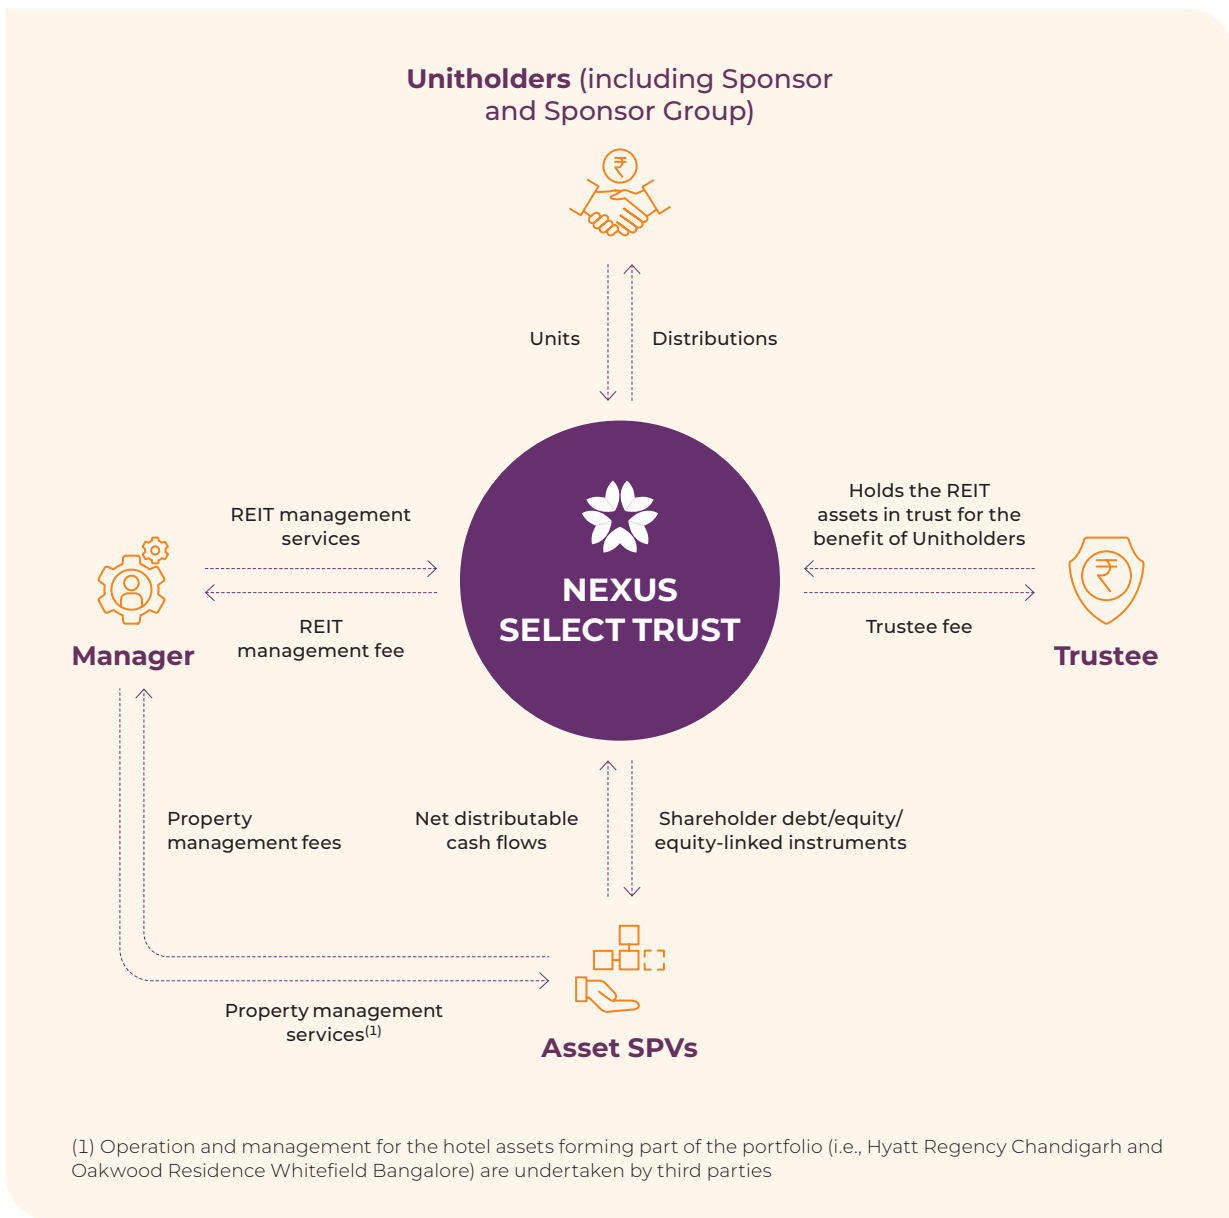 Unitholders (including Sponsor
and Sponsor Group)
₹
Units
Distributions
REIT management
services
Holds the REIT
assets in trust for the
benefit of Unitholders
NEXUS
SELECT TRUST
₹
REIT
management fee
Trustee fee
Manager
Trustee
Property
management fees
Net distributable
cash flows
Shareholder debt/equity/
equity-linked instruments
Property management
services(1)
Asset SPVs
(1) Operation and management for the hotel assets forming part of the portfolio (i.e., Hyatt Regency Chandigarh and
Oakwood Residence Whitefield Bangalore) are undertaken by third parties